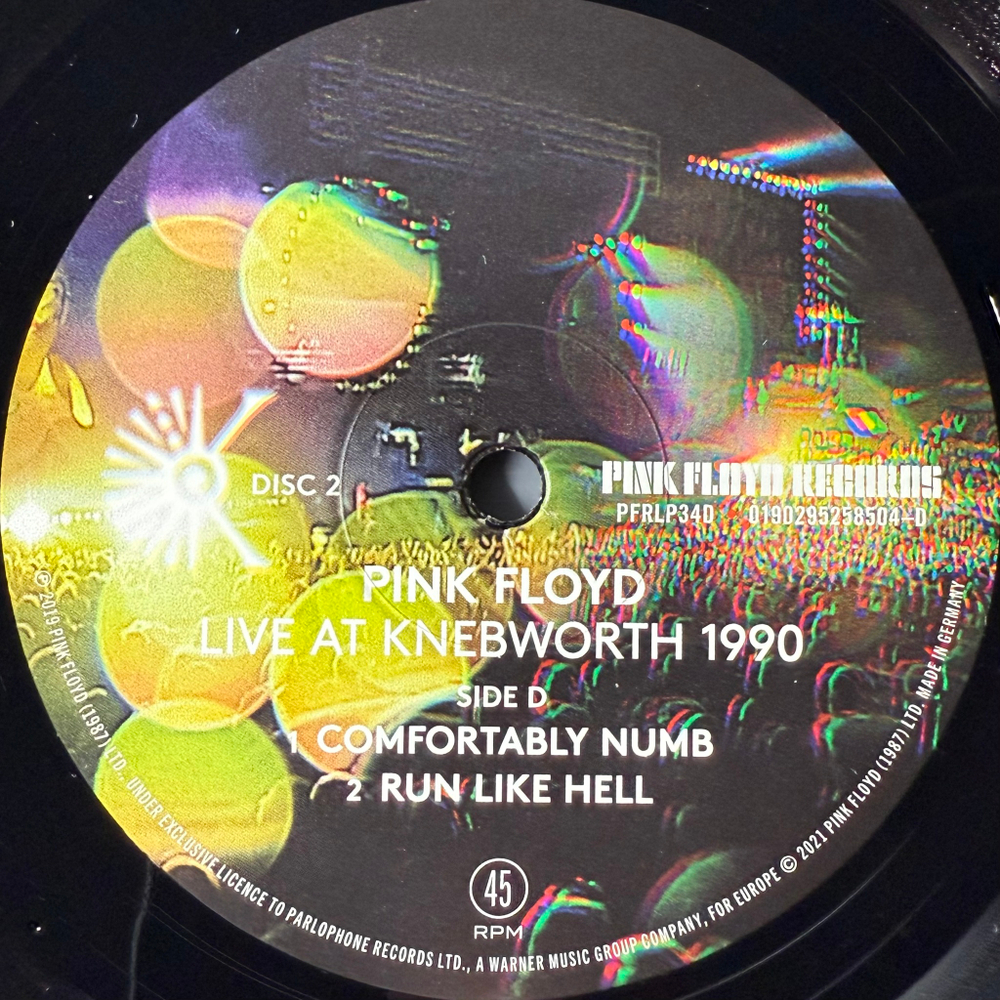 DISC 2
PINK FLOYD RECORDS
PFRLP34D 0190295258504-D
PINK FLOYD
LIVE AT KNEBWORTH 1990
SIDE D
1 COMFORTABLY NUMB
2 RUN LIKE HELL
45
RPM
℗ 2019 PINK FLOYD (1987) LTD., UNDER EXCLUSIVE LICENCE TO PARLOPHONE RECORDS LTD., A WARNER MUSIC GROUP COMPANY, FOR EUROPE © 2021 PINK FLOYD (1987) LTD. MADE IN GERMANY